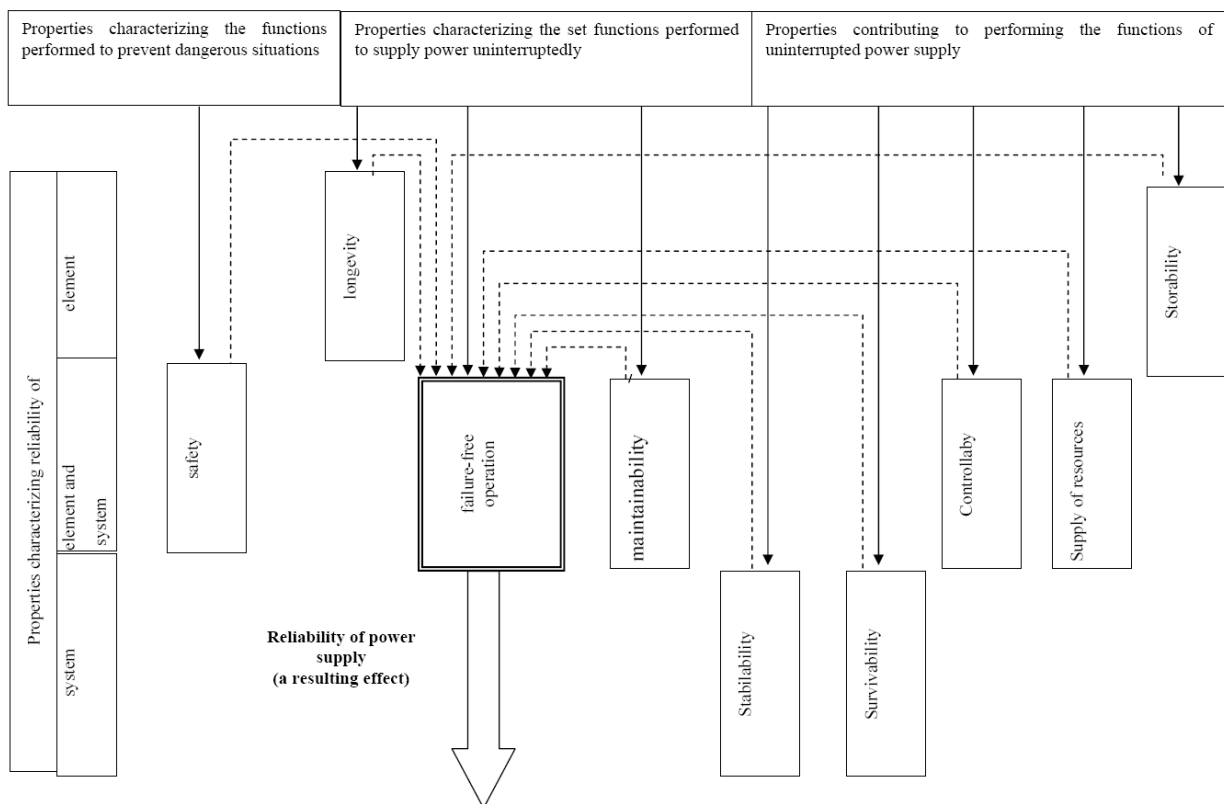 Properties characterizing the functions
performed to prevent dangerous situations
Properties characterizing the set functions performed
to supply power uninterruptedly
Properties contributing to performing the functions of
uninterrupted power supply
Properties characterizing reliability of
element
element and
system
system
safety
longevity
failure-free
operation
maintainability
Stabilability
Survivability
Controllaby
Supply of resources
Storability
Reliability of power
supply
(a resulting effect)